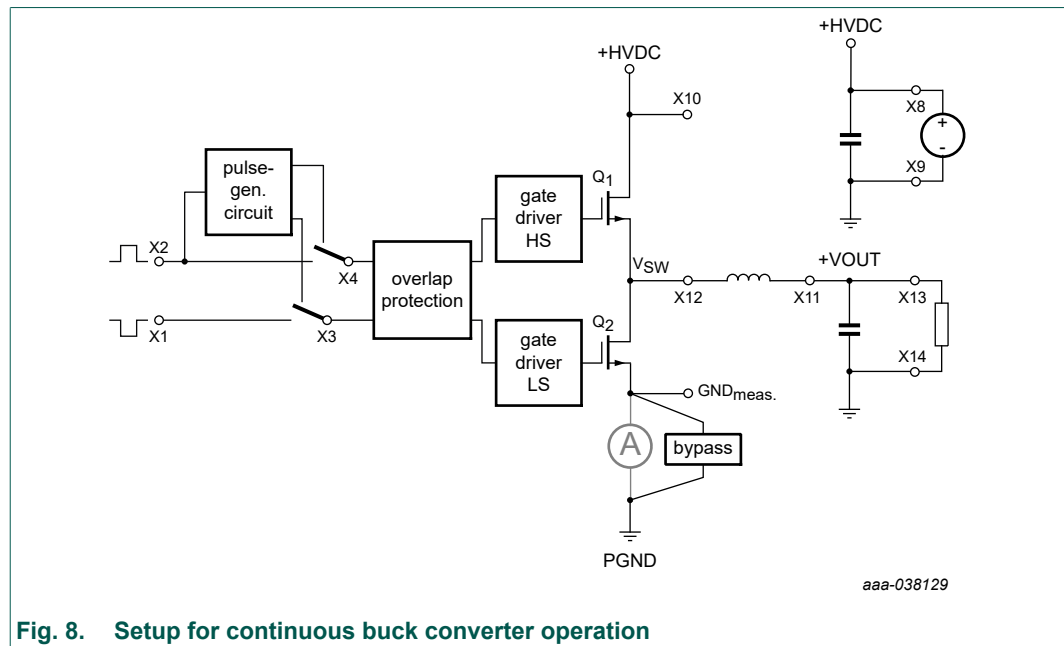 +HVDC
X10
+HVDC
X8
+
-
X9
pulse-
gen.
circuit
X2
X4
X1
X3
overlap
protection
gate
driver
HS
Q1
VSW
X12
X11
+VOUT
X13
X14
gate
driver
LS
Q2
GNDmeas.
A
bypass
PGND
aaa-038129
Fig. 8. Setup for continuous buck converter operation